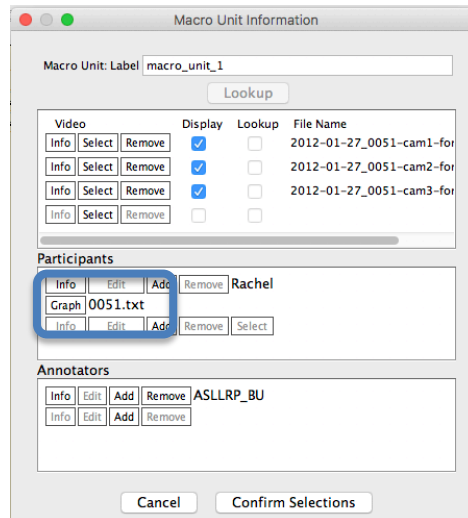 Macro Unit Information
Macro Unit: Label macro_unit_1
Lookup
Video Display Lookup File Name
Info Select Remove 2012-01-27_0051-cam1-for
Info Select Remove 2012-01-27_0051-cam2-for
Info Select Remove 2012-01-27_0051-cam3-for
Info Select Remove
Participants
Info Edit Add Remove Rachel
Graph 0051.txt
Info Edit Add Remove Select
Annotators
Info Edit Add Remove ASLLRP_BU
Info Edit Add Remove
Cancel Confirm Selections